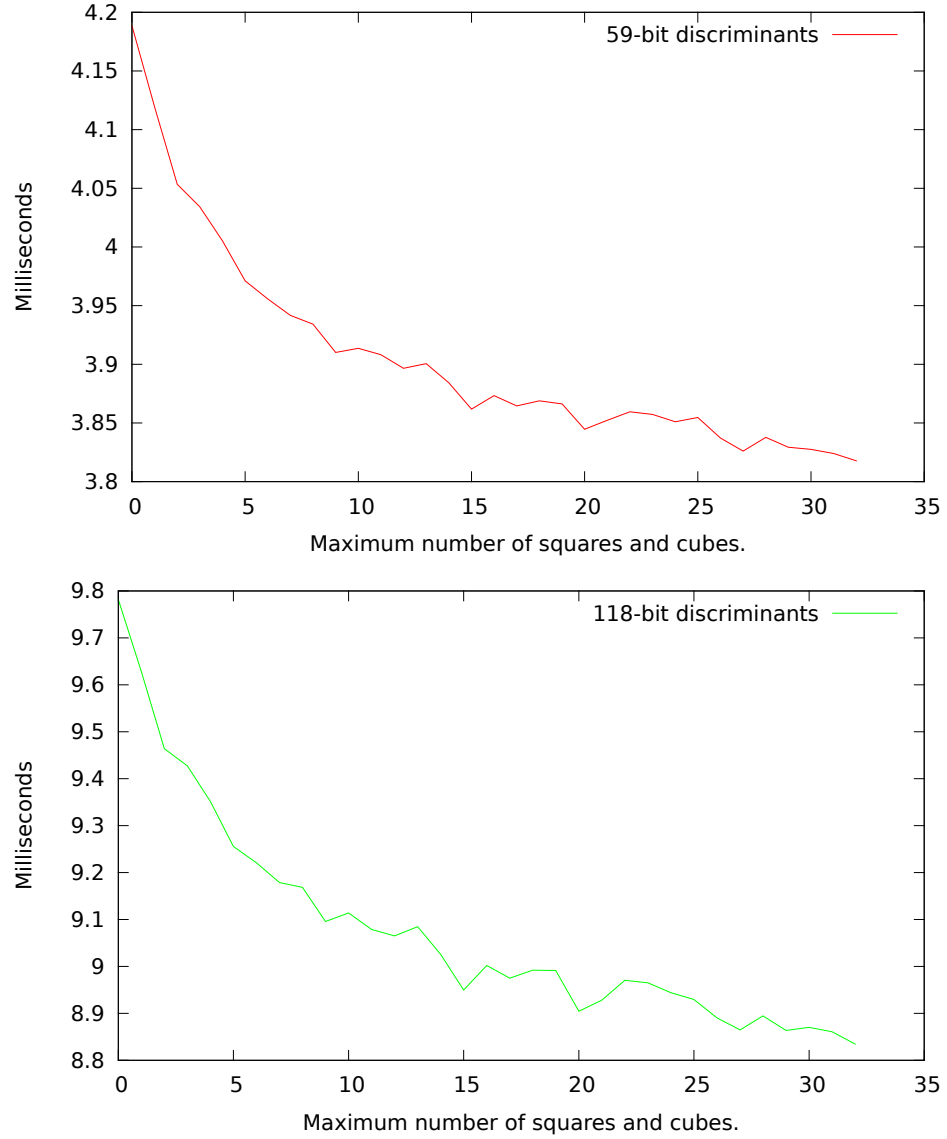 59-bit discriminants
4.2
4.15
4.1
4.05
4
3.95
3.9
3.85
3.8
Milliseconds
0 5 10 15 20 25 30 35
Maximum number of squares and cubes.
118-bit discriminants
9.8
9.7
9.6
9.5
9.4
9.3
9.2
9.1
9
8.9
8.8
Milliseconds
0 5 10 15 20 25 30 35
Maximum number of squares and cubes.